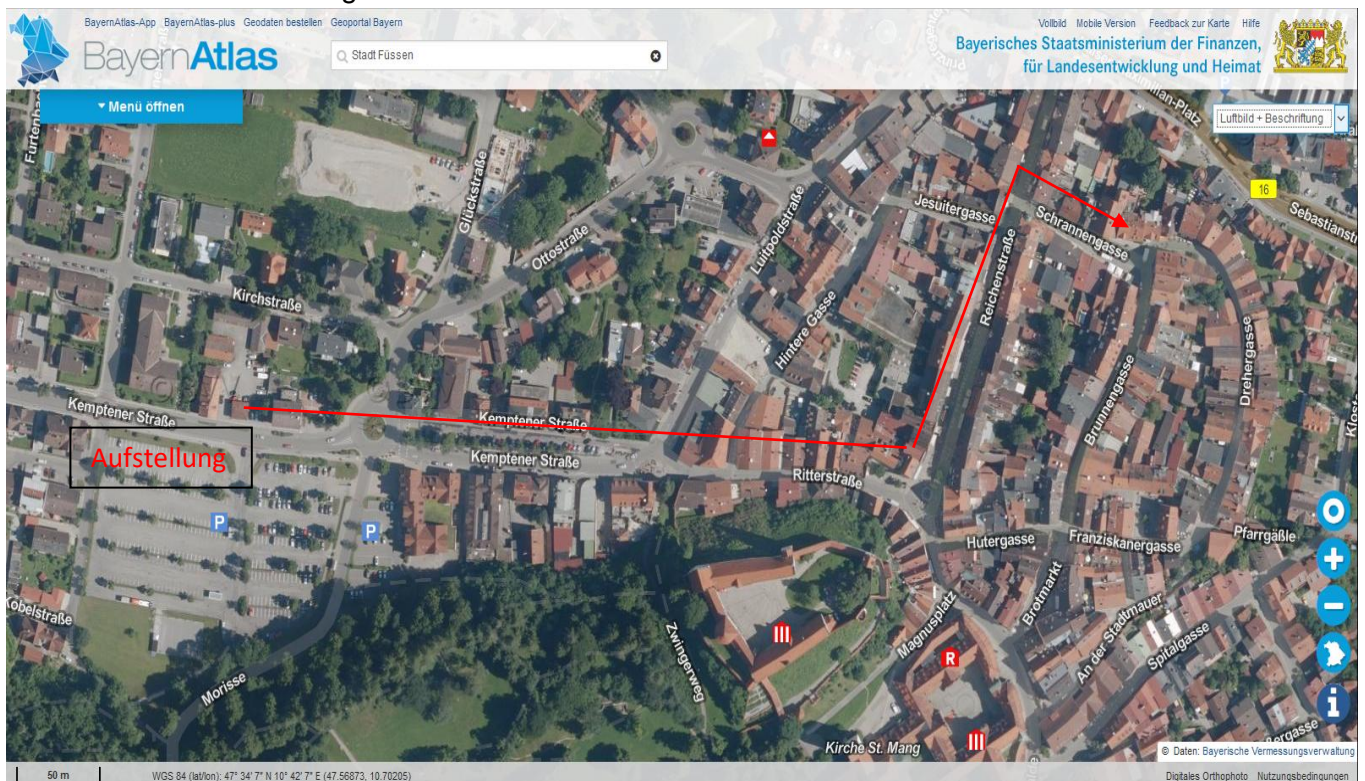 BayernAtlas-App BayernAtlas-plus Geodaten bestellen Geoportal Bayern
Vollbild Mobile Version Feedback zur Karte Hilfe
BayernAtlas
Stadt Füssen
Bayerisches Staatsministerium der Finanzen,
für Landesentwicklung und Heimat
Menü öffnen
Luftbild + Beschriftung
16
Sebastianstr
Glückstraße
Ottostraße
Luitpoldstraße
Jesuitergasse
Schrannengasse
Reichenstraße
Kirchstraße
Hintere Gasse
Brunnengasse
Drehergasse
Kemptener Straße
Kemptener Straße
Kemptener Straße
Aufstellung
Ritterstraße
P
P
Hutergasse
Franziskanergasse
Pfarrgäßle
Brotmarkt
An der Stadtmauer
Spitalgasse
Magnusplatz
Zwingerweg
R
Morisse
Kirche St. Mang
© Daten: Bayerische Vermessungsverwaltung
50 m
WGS 84 (lat/lon): 47° 34' 7" N 10° 42' 7" E (47.56873, 10.70205)
Digitales Orthophoto Nutzungsbedingungen